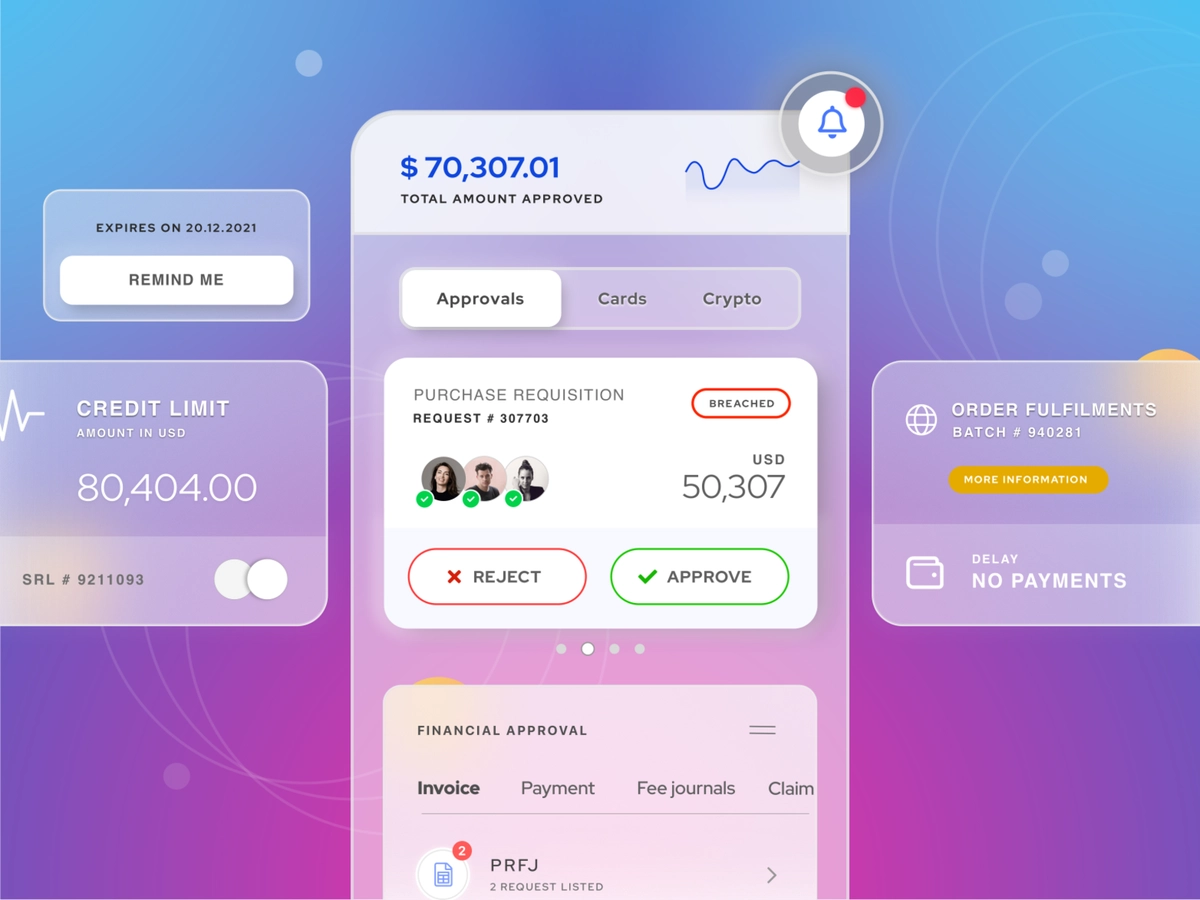 $ 70,307.01
TOTAL AMOUNT APPROVED
EXPIRES ON 20.12.2021
REMIND ME
Approvals
Cards
Crypto
CREDIT LIMIT
AMOUNT IN USD
80,404.00
SRL # 9211093
PURCHASE REQUISITION
REQUEST # 307703
BREACHED
USD
50,307
REJECT
APPROVE
ORDER FULFILMENTS
BATCH # 940281
MORE INFORMATION
DELAY
NO PAYMENTS
FINANCIAL APPROVAL
Invoice
Payment
Fee journals
Claim
2
PRFJ
2 REQUEST LISTED